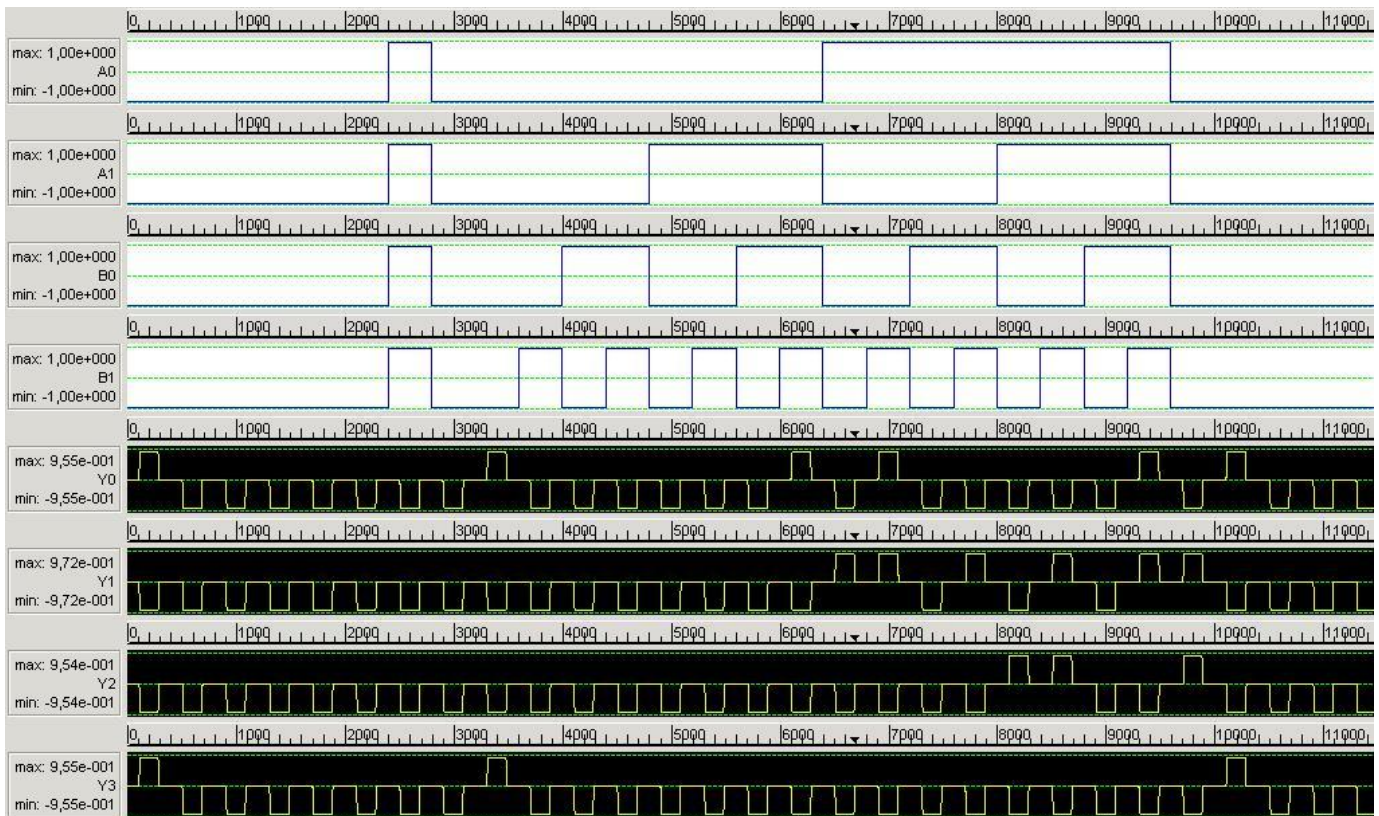 0 1000 2000 3000 4000 5000 6000 7000 8000 9000 10000 11000
max: 1,00e+000
A0
min: -1,00e+000
0 1000 2000 3000 4000 5000 6000 7000 8000 9000 10000 11000
max: 1,00e+000
A1
min: -1,00e+000
0 1000 2000 3000 4000 5000 6000 7000 8000 9000 10000 11000
max: 1,00e+000
B0
min: -1,00e+000
0 1000 2000 3000 4000 5000 6000 7000 8000 9000 10000 11000
max: 1,00e+000
B1
min: -1,00e+000
0 1000 2000 3000 4000 5000 6000 7000 8000 9000 10000 11000
max: 9,55e-001
Y0
min: -9,55e-001
0 1000 2000 3000 4000 5000 6000 7000 8000 9000 10000 11000
max: 9,72e-001
Y1
min: -9,72e-001
0 1000 2000 3000 4000 5000 6000 7000 8000 9000 10000 11000
max: 9,54e-001
Y2
min: -9,54e-001
0 1000 2000 3000 4000 5000 6000 7000 8000 9000 10000 11000
max: 9,55e-001
Y3
min: -9,55e-001